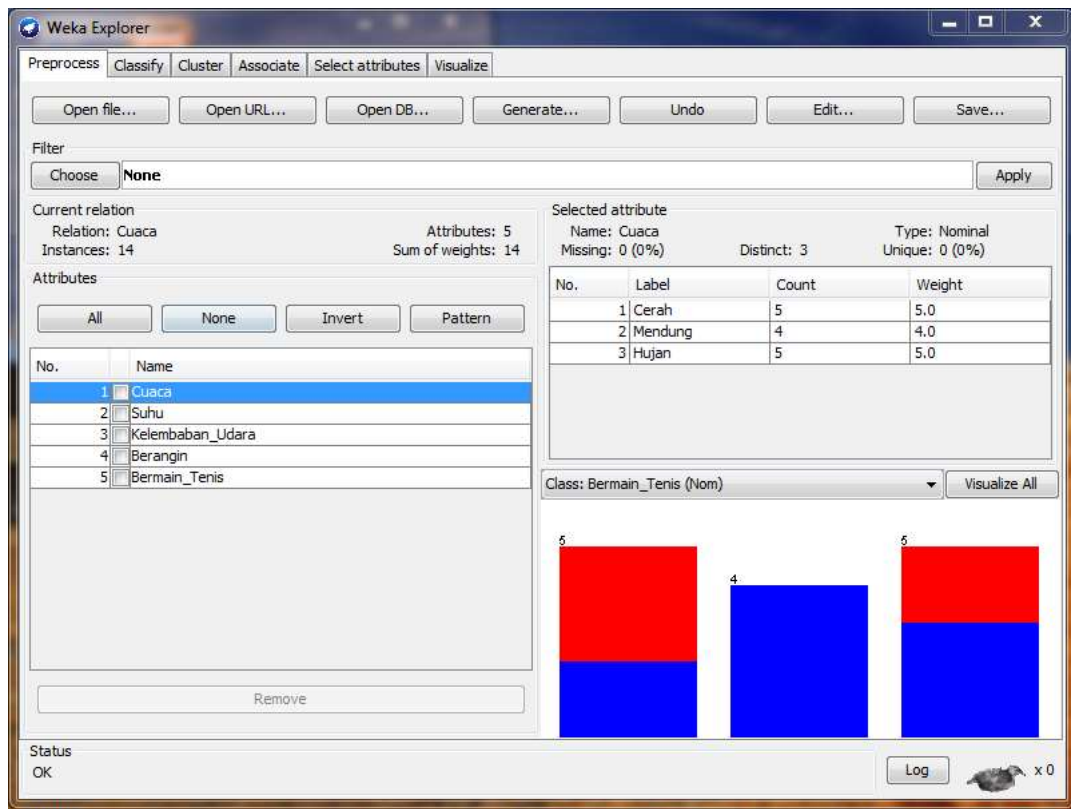 Weka Explorer
Preprocess Classify Cluster Associate Select attributes Visualize
Open file... Open URL... Open DB... Generate... Undo Edit... Save...
Filter
Choose None Apply
Current relation
Relation: Cuaca Attributes: 5
Instances: 14 Sum of weights: 14
Attributes
All None Invert Pattern
No. Name
1 Cuaca
2 Suhu
3 Kelembaban_Udara
4 Berangin
5 Bermain_Tenis
Remove
Selected attribute
Name: Cuaca Type: Nominal
Missing: 0 (0%) Distinct: 3 Unique: 0 (0%)
No. Label Count Weight
1 Cerah 5 5.0
2 Mendung 4 4.0
3 Hujan 5 5.0
Class: Bermain_Tenis (Nom) Visualize All
5 4 5
Status
OK Log x 0